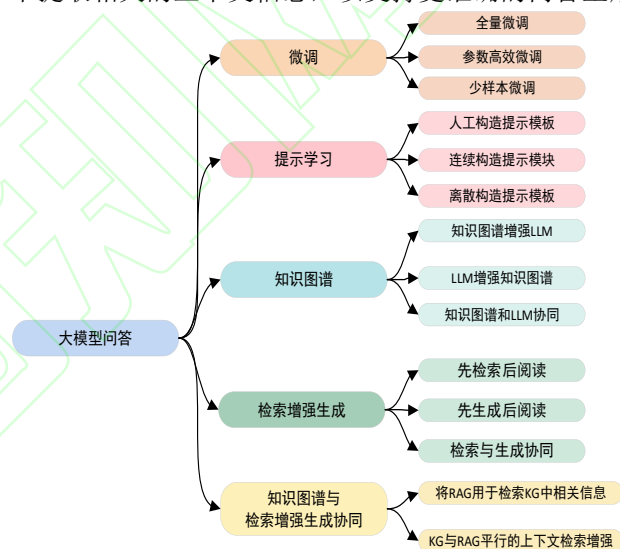 全量微调
微调
参数高效微调
少样本微调
人工构造提示模板
提示学习
连续构造提示模块
离散构造提示模板
知识图谱增强LLM
知识图谱
LLM增强知识图谱
知识图谱和LLM协同
大模型问答
先检索后阅读
检索增强生成
先生成后阅读
检索与生成协同
知识图谱与
检索增强生成协同
将RAG用于检索KG中相关信息
KG与RAG平行的上下文检索增强